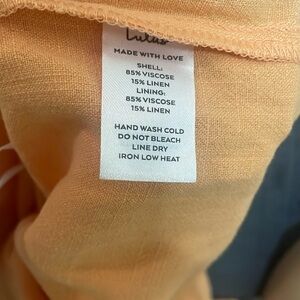 Lulus
MADE WITH LOVE
SHELL:
85% VISCOSE
15% LINEN
LINING:
85% VISCOSE
15% LINEN
HAND WASH COLD
DO NOT BLEACH
LINE DRY
IRON LOW HEAT